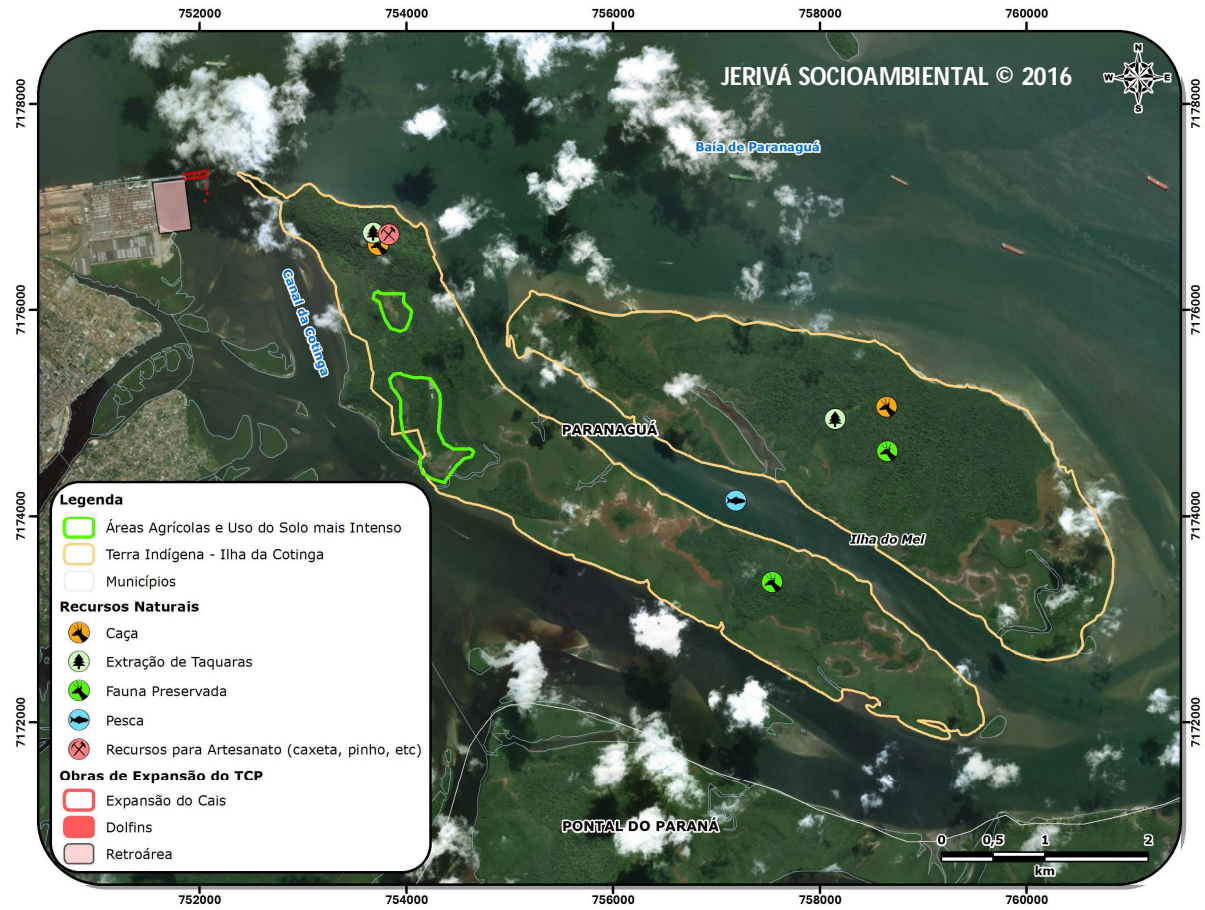 752000
754000
756000
758000
760000
JERIVÁ SOCIOAMBIENTAL © 2016
N
W
E
S
7178000
7178000
Baía de Paranaguá
Canal da Cotinga
7176000
7176000
PARANAGUÁ
7174000
7174000
Ilha do Mel
Legenda
Áreas Agrícolas e Uso do Solo mais Intenso
Terra Indígena - Ilha da Cotinga
Municípios
Recursos Naturais
Caça
Extração de Taquaras
Fauna Preservada
Pesca
Recursos para Artesanato (caxeta, pinho, etc)
Obras de Expansão do TCP
Expansão do Cais
Dolfins
Retroárea
7172000
7172000
PONTAL DO PARANÁ
0 0,5 1 2
km
752000
754000
756000
758000
760000